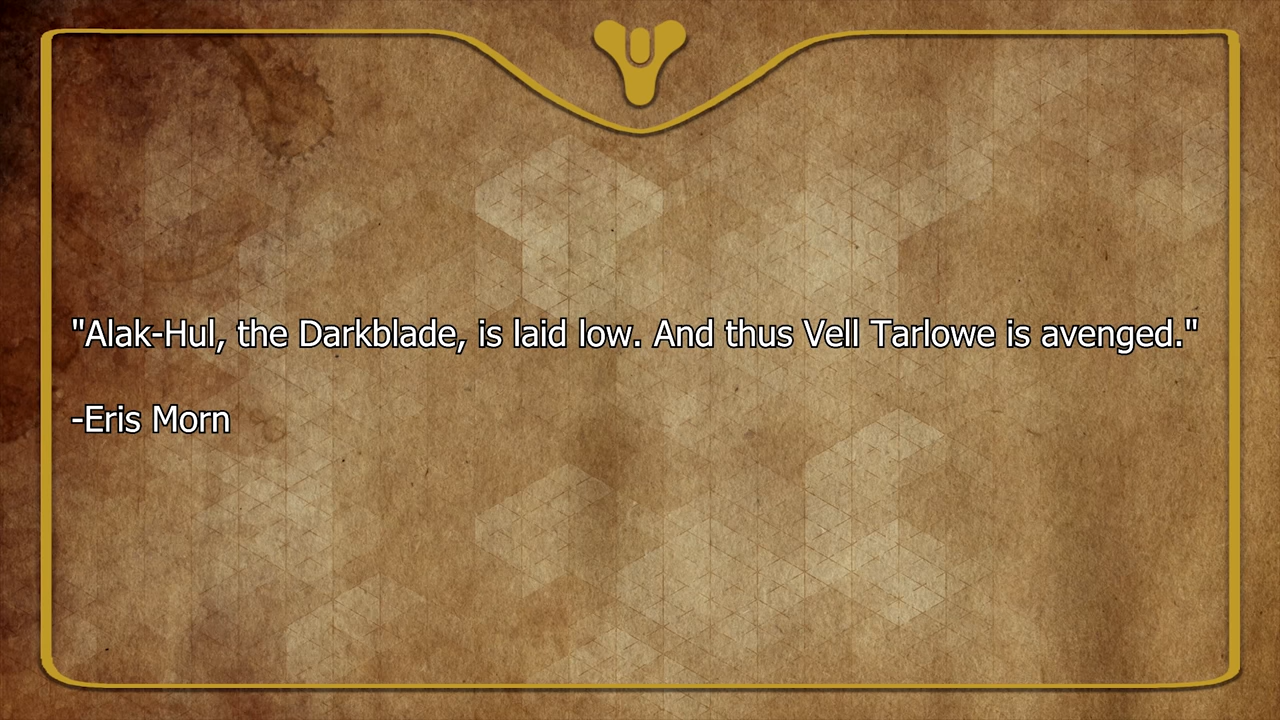 "Alak-Hul, the Darkblade, is laid low. And thus Vell Tarlowe is avenged."
-Eris Morn